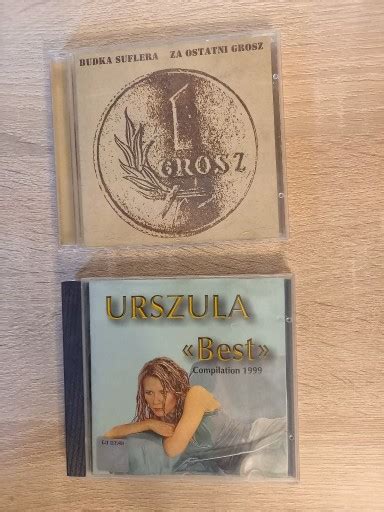 BUDKA SUFLERA ZA OSTATNI GROSZ
1
GROSZ
URSZULA
«Best»
Compilation 1999